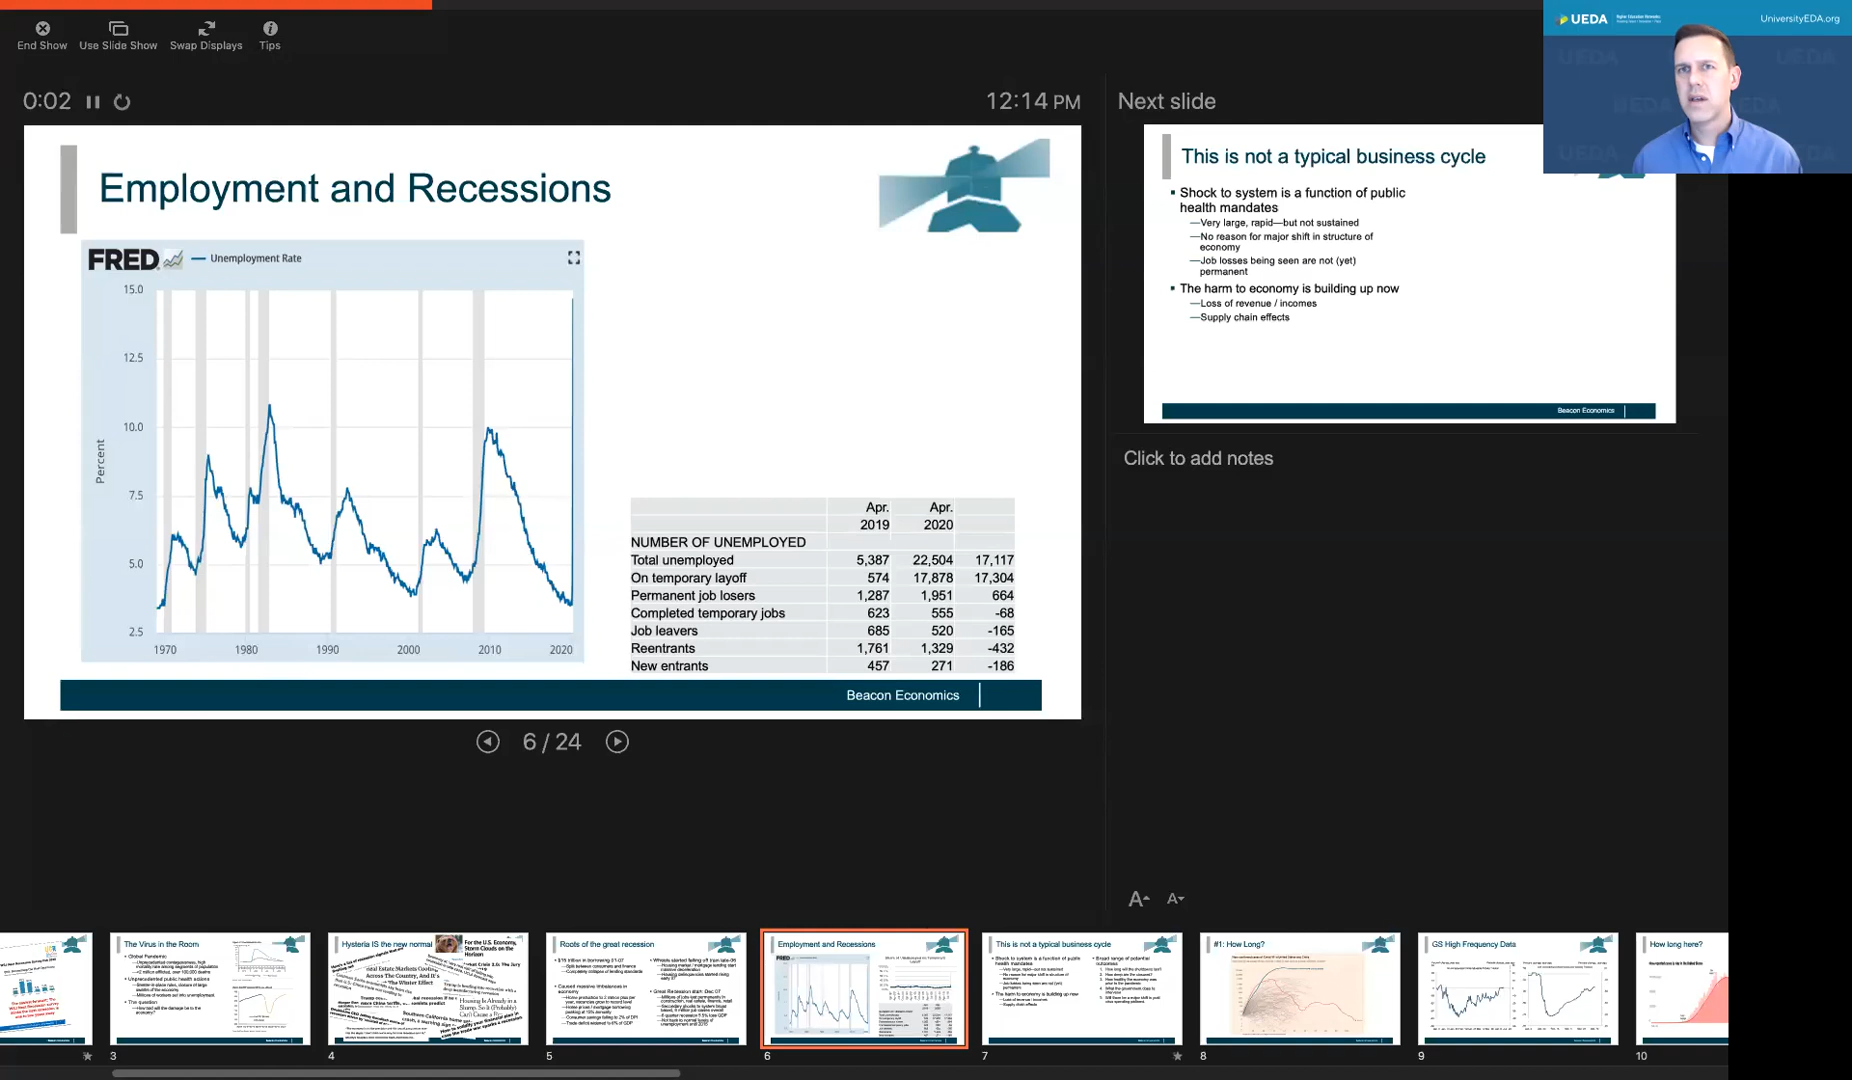 End Show
Use Slide Show
Swap Displays
Tips
UEDA
UnivesityEDA.org
0:02
12:14 PM
Next slide
Employment and Recessions
FRED
Unemployment Rate
15.0
12.5
10.0
7.5
5.0
2.5
Percent
1970 1980 1990 2000 2010 2020
Apr. Apr.
2019 2020
NUMBER OF UNEMPLOYED
Total unemployed 5,387 22,504 17,117
On temporary layoff 574 17,878 17,304
Permanent job losers 1,287 1,951 664
Completed temporary jobs 623 555 -68
Job leavers 685 520 -165
Reentrants 1,761 1,329 -432
New entrants 457 271 -186
Beacon Economics
6 / 24
This is not a typical business cycle
Shock to system is a function of public
health mandates
—Very large, rapid—but not sustained
—No reason for major shift in structure of
economy
—Job losses being seen are not (yet)
permanent
The harm to economy is building up now
—Loss of revenue / incomes
—Supply chain effects
Beacon Economics
Click to add notes
A A
The Virus in the Room
Hysteria IS the new normal
For the U.S. Economy,
Storm Clouds on the
Horizon
Roots of the great recession
Employment and Recessions
This is not a typical business cycle
#1: How Long?
GS High Frequency Data
How long here?
3
4
5
6
7
8
9
10